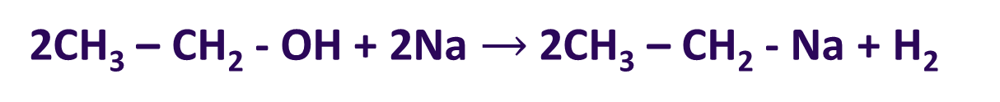 2CH₃ – CH₂ - OH + 2Na → 2CH₃ – CH₂ - Na + H₂